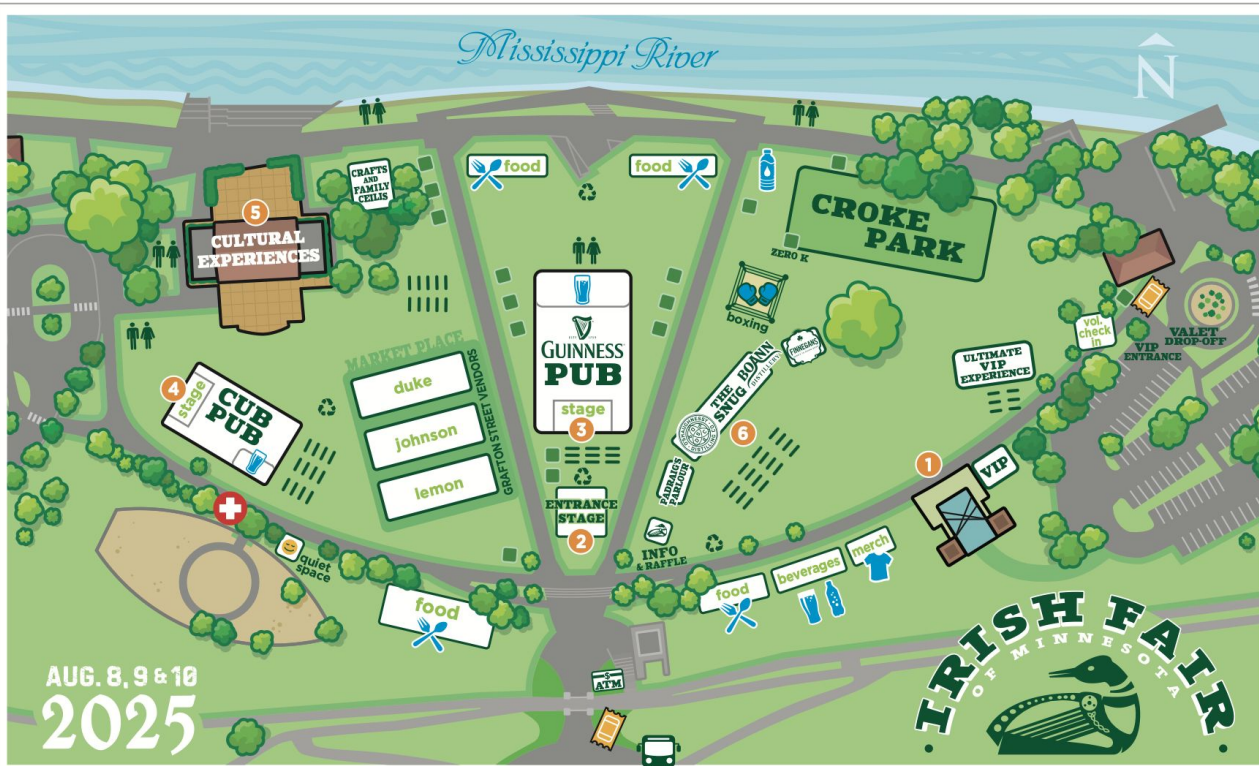 Mississippi River
N
CRAFTS
AND
FAMILY
CEILIS
food
food
5
CULTURAL
EXPERIENCES
CROKE
PARK
ZERO K
boxing
GUINNESS
PUB
stage
3
MARKET PLACE
duke
johnson
lemon
GRAFTON STREET VENDORS
4
stage
CUB
PUB
FINNEGANS
BOANN
DISTILLERY
THE
SNUG
6
PADRAIG'S
PARLOUR
ULTIMATE
VIP
EXPERIENCE
vol.
check
in
VIP
ENTRANCE
VALET
DROP-OFF
1
VIP
ENTRANCE
STAGE
2
INFO
& RAFFLE
quiet
space
food
food
beverages
merch
$
ATM
AUG. 8, 9 & 10
2025
IRISH FAIR
OF MINNESOTA